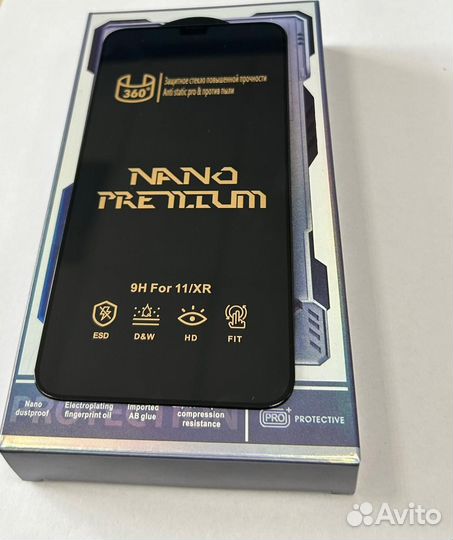 360°
Защитное стекло повышенной прочности
Anti static pro & против пыли
NANO
PREMIUM
9H For 11/XR
ESD D&W HD FIT
Nano dustproof
Electroplating fingerprint oil
Imported AB glue
compression resistance
PRO+ PROTECTIVE
Avito